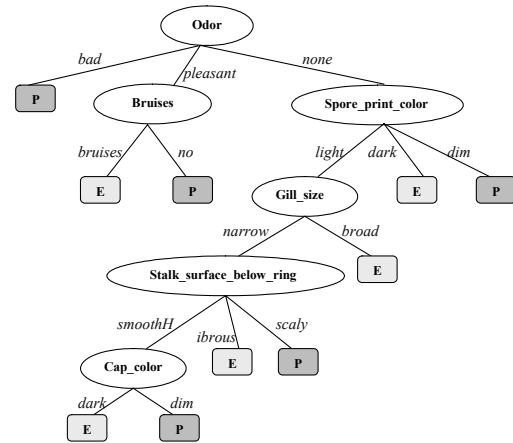 Odor
bad
pleasant
none
P
Bruises
Spore_print_color
bruises
no
light
dark
dim
E
P
Gill_size
E
P
narrow
broad
Stalk_surface_below_ring
E
smoothH
ibrous
scaly
Cap_color
E
P
dark
dim
E
P